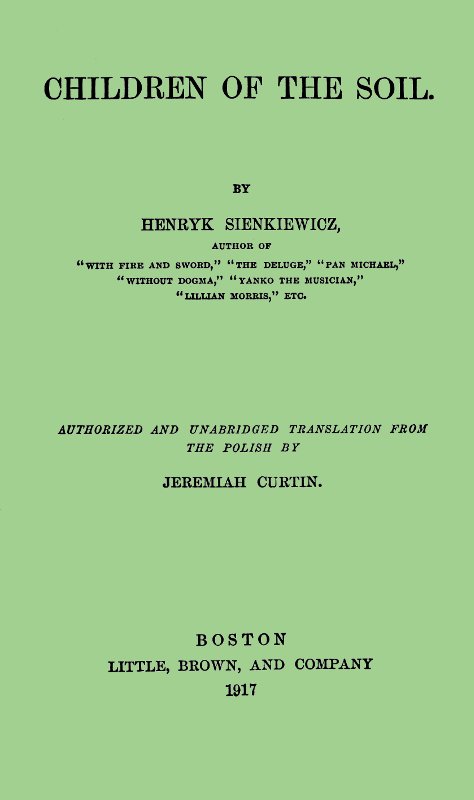 CHILDREN OF THE SOIL.
BY
HENRYK SIENKIEWICZ,
AUTHOR OF
“WITH FIRE AND SWORD,” “THE DELUGE,” “PAN MICHAEL,”
“WITHOUT DOGMA,” “YANKO THE MUSICIAN,”
“LILLIAN MORRIS,” ETC.
AUTHORIZED AND UNABRIDGED TRANSLATION FROM
THE POLISH BY
JEREMIAH CURTIN.
BOSTON
LITTLE, BROWN, AND COMPANY
1917